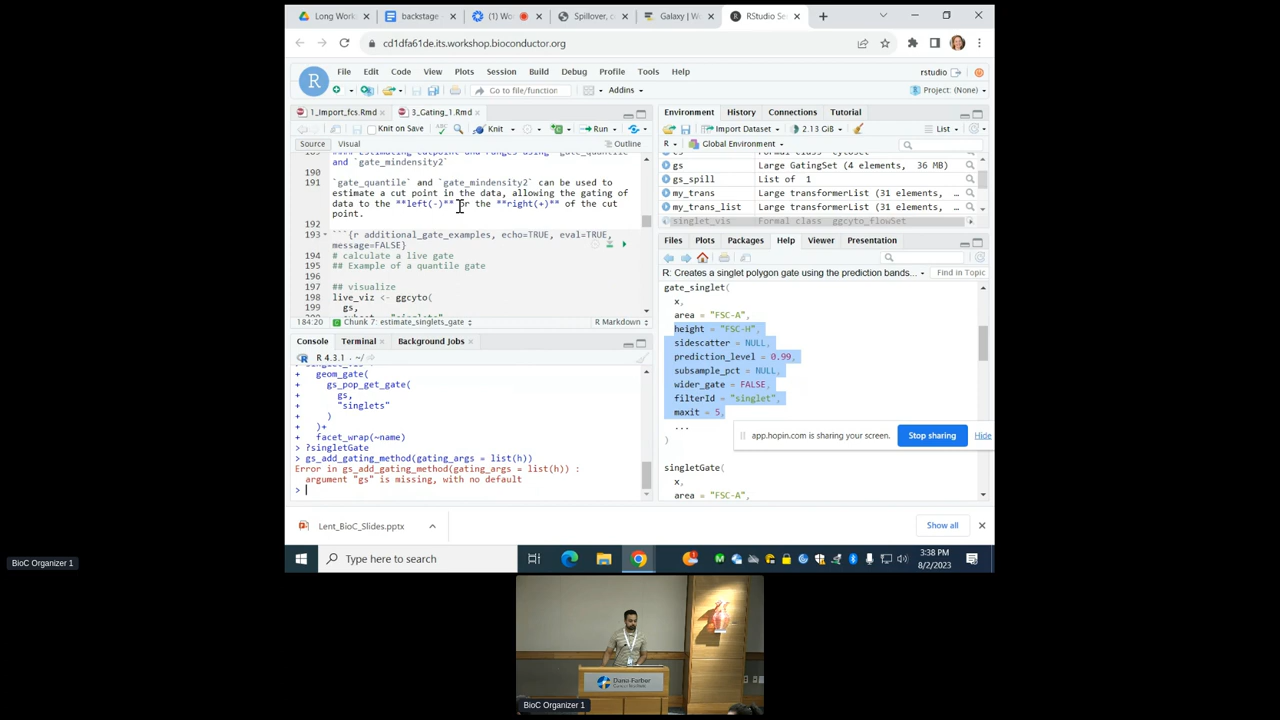 Long Work
backstage -
(1) Wor
Spillover, c
Galaxy | W
RStudio Se
cd1dfa61de.its.workshop.bioconductor.org
File Edit Code View Plots Session Build Debug Profile Tools Help
rstudio
Go to file/function
Addins
Project: (None)
1_Import_fcs.Rmd
3_Gating_1.Rmd
Knit on Save
Knit
Run
Source Visual
Outline
and `gate_mindensity2`
190
191 `gate_quantile` and `gate_mindensity2` can be used to
estimate a cut point in the data, allowing the gating of
data to the **left(-)** or the **right(+)** of the cut
point.
192
193 ```{r additional_gate_examples, echo=TRUE, eval=TRUE,
message=FALSE}
194 # calculate a live gate
195 ## Example of a quantile gate
196
197 ## visualize
198 live_viz <- ggcyto(
199 gs,
184:20 Chunk 7: estimate_singlets_gate
R Markdown
Console Terminal Background Jobs
R 4.3.1 · ~/
+ geom_gate(
+ gs_pop_get_gate(
+ gs,
+ "singlets"
+ )
+ )+
+ facet_wrap(~name)
> ?singletGate
> gs_add_gating_method(gating_args = list(h))
Error in gs_add_gating_method(gating_args = list(h)) :
argument "gs" is missing, with no default
>
Environment History Connections Tutorial
Import Dataset
2.13 GiB
List
R
Global Environment
gs Large GatingSet (4 elements, 36 MB)
gs_spill List of 1
my_trans Large transformerList (31 elements, …
my_trans_list Large transformerList (31 elements, …
singlet_vis Formal class ggcyto_flowSet
Files Plots Packages Help Viewer Presentation
R: Creates a singlet polygon gate using the prediction bands...
Find in Topic
gate_singlet(
x,
area = "FSC-A",
height = "FSC-H",
sidescatter = NULL,
prediction_level = 0.99,
subsample_pct = NULL,
wider_gate = FALSE,
filterId = "singlet",
maxit = 5,
...
)
singletGate(
x,
area = "FSC-A",
app.hopin.com is sharing your screen.
Stop sharing
Hide
Lent_BioC_Slides.pptx
Show all
Type here to search
3:38 PM
8/2/2023
BioC Organizer 1
Dana-Farber
BioC Organizer 1